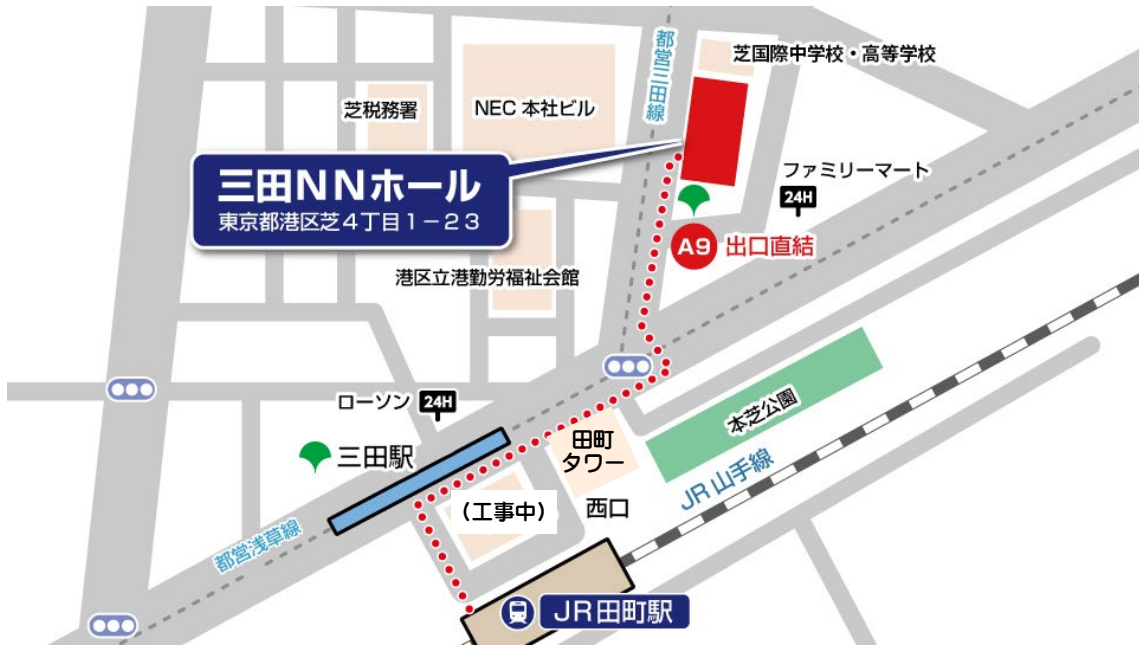 都営三田線
芝国際中学校・高等学校
芝税務署
NEC 本社ビル
三田NNホール
東京都港区芝4丁目1−23
ファミリーマート
24H
A9 出口直結
港区立港勤労福祉会館
ローソン 24H
本芝公園
三田駅
田町
タワー
JR山手線
(工事中)
西口
都営浅草線
JR田町駅